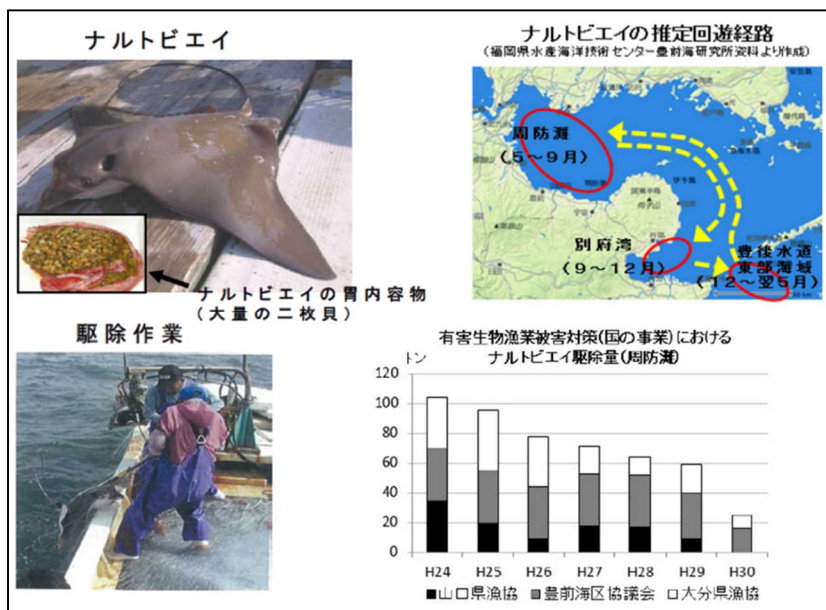 ナルトビエイ
ナルトビエイの胃内容物
(大量の二枚貝)
ナルトビエイの推定回遊経路
(福岡県水産海洋技術センター豊前海研究所資料より作成)
周防灘
(5~9月)
別府湾
(9~12月)
豊後水道
東部海域
(12~翌5月)
駆除作業
有害生物漁業被害対策(国の事業)における
ナルトビエイ駆除量(周防灘)
トン
120
100
80
60
40
20
0
H24 H25 H26 H27 H28 H29 H30
■山口県漁協 ■豊前海区協議会 □大分県漁協